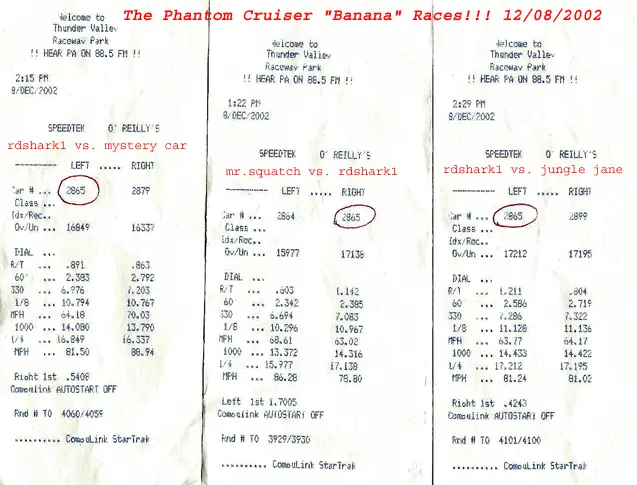 The Phantom Cruiser "Banana" Races!!! 12/08/2002
Welcome to
Thunder Valley
Raceway Park
!! HEAR PA ON 88.5 FM !!
2:15 PM
8/DEC/2002
SPEEDTEK O' REILLY'S
rdshark1 vs. mystery car
---------- LEFT ..... RIGHT
Car # ... 2865 2879
Class ...
Idx/Rec..
Ov/Un ... 16849 16337
DIAL ...
R/T ... .891 .863
60' ... 2.383 2.792
330 ... 6.976 7.203
1/8 ... 10.794 10.767
MPH ... 64.18 70.03
1000 ... 14.080 13.790
1/4 ... 16.849 16.337
MPH ... 81.50 88.94
Right 1st .5408
CompuLink AUTOSTART OFF
Rnd # TO 4060/4059
.......... CompuLink StarTrak
Welcome to
Thunder Valley
Raceway Park
!! HEAR PA ON 88.5 FM !!
1:22 PM
8/DEC/2002
SPEEDTEK O' REILLY'S
mr.squatch vs. rdshark1
---------- LEFT ..... RIGHT
Car # ... 2864 2865
Class ...
Idx/Rec..
Ov/Un ... 15977 17138
DIAL ...
R/T ... .603 1.142
60' ... 2.342 2.385
330 ... 6.694 7.083
1/8 ... 10.296 10.967
MPH ... 68.61 63.02
1000 ... 13.372 14.316
1/4 ... 15.977 17.138
MPH ... 86.28 78.80
Left 1st 1.7005
CompuLink AUTOSTART OFF
Rnd # TO 3929/3930
.......... CompuLink StarTrak
Welcome to
Thunder Valley
Raceway Park
!! HEAR PA ON 88.5 FM !!
2:29 PM
8/DEC/2002
SPEEDTEK O' REILLY'S
rdshark1 vs. jungle jane
---------- LEFT ..... RIGHT
Car # ... 2865 2899
Class ...
Idx/Rec..
Ov/Un ... 17212 17195
DIAL ...
R/T ... 1.211 .804
60' ... 2.586 2.719
330 ... 7.286 7.322
1/8 ... 11.128 11.136
MPH ... 63.77 64.17
1000 ... 14.433 14.422
1/4 ... 17.212 17.195
MPH ... 81.24 81.02
Right 1st .4243
CompuLink AUTOSTART OFF
Rnd # TO 4101/4100
.......... CompuLink StarTrak